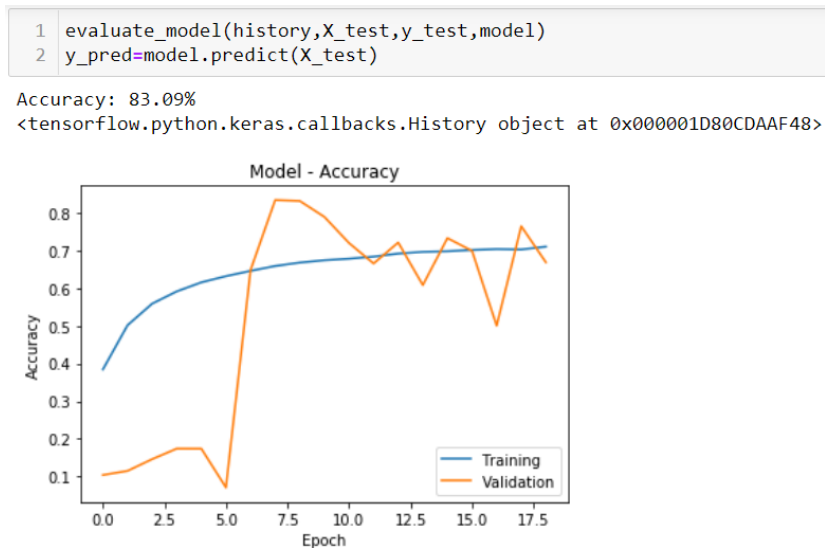 1 evaluate_model(history,X_test,y_test,model)
2 y_pred=model.predict(X_test)
Accuracy: 83.09%
<tensorflow.python.keras.callbacks.History object at 0x000001D80CDAAF48>
Model - Accuracy
0.8
0.7
0.6
0.5
0.4
0.3
0.2
0.1
Accuracy
Training
Validation
0.0 2.5 5.0 7.5 10.0 12.5 15.0 17.5
Epoch